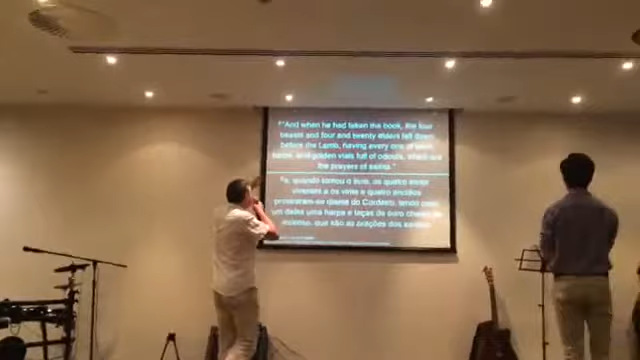 "And when he had taken the book, the four
beasts and four and twenty elders fell down
before the Lamb, having every one of them
harps, and golden vials full of odours, which are
the prayers of saints."
"E, quando tomou o livro, os quatro
viventes e os vinte e quatro anciãos
prostraram-se diante do Cordeiro, tendo
um deles uma harpa e taças de ouro cheias de
incenso, que são as orações dos santos